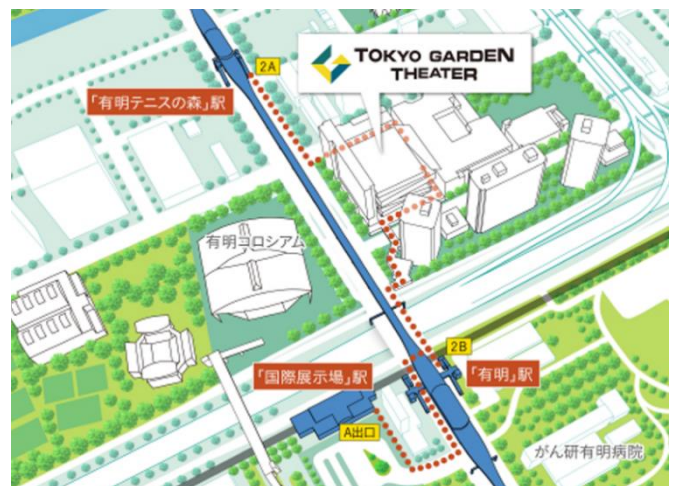 2A
TOKYO GARDEN
THEATER
「有明テニスの森」駅
有明コロシアム
2B
「国際展示場」駅
「有明」駅
A出口
がん研有明病院